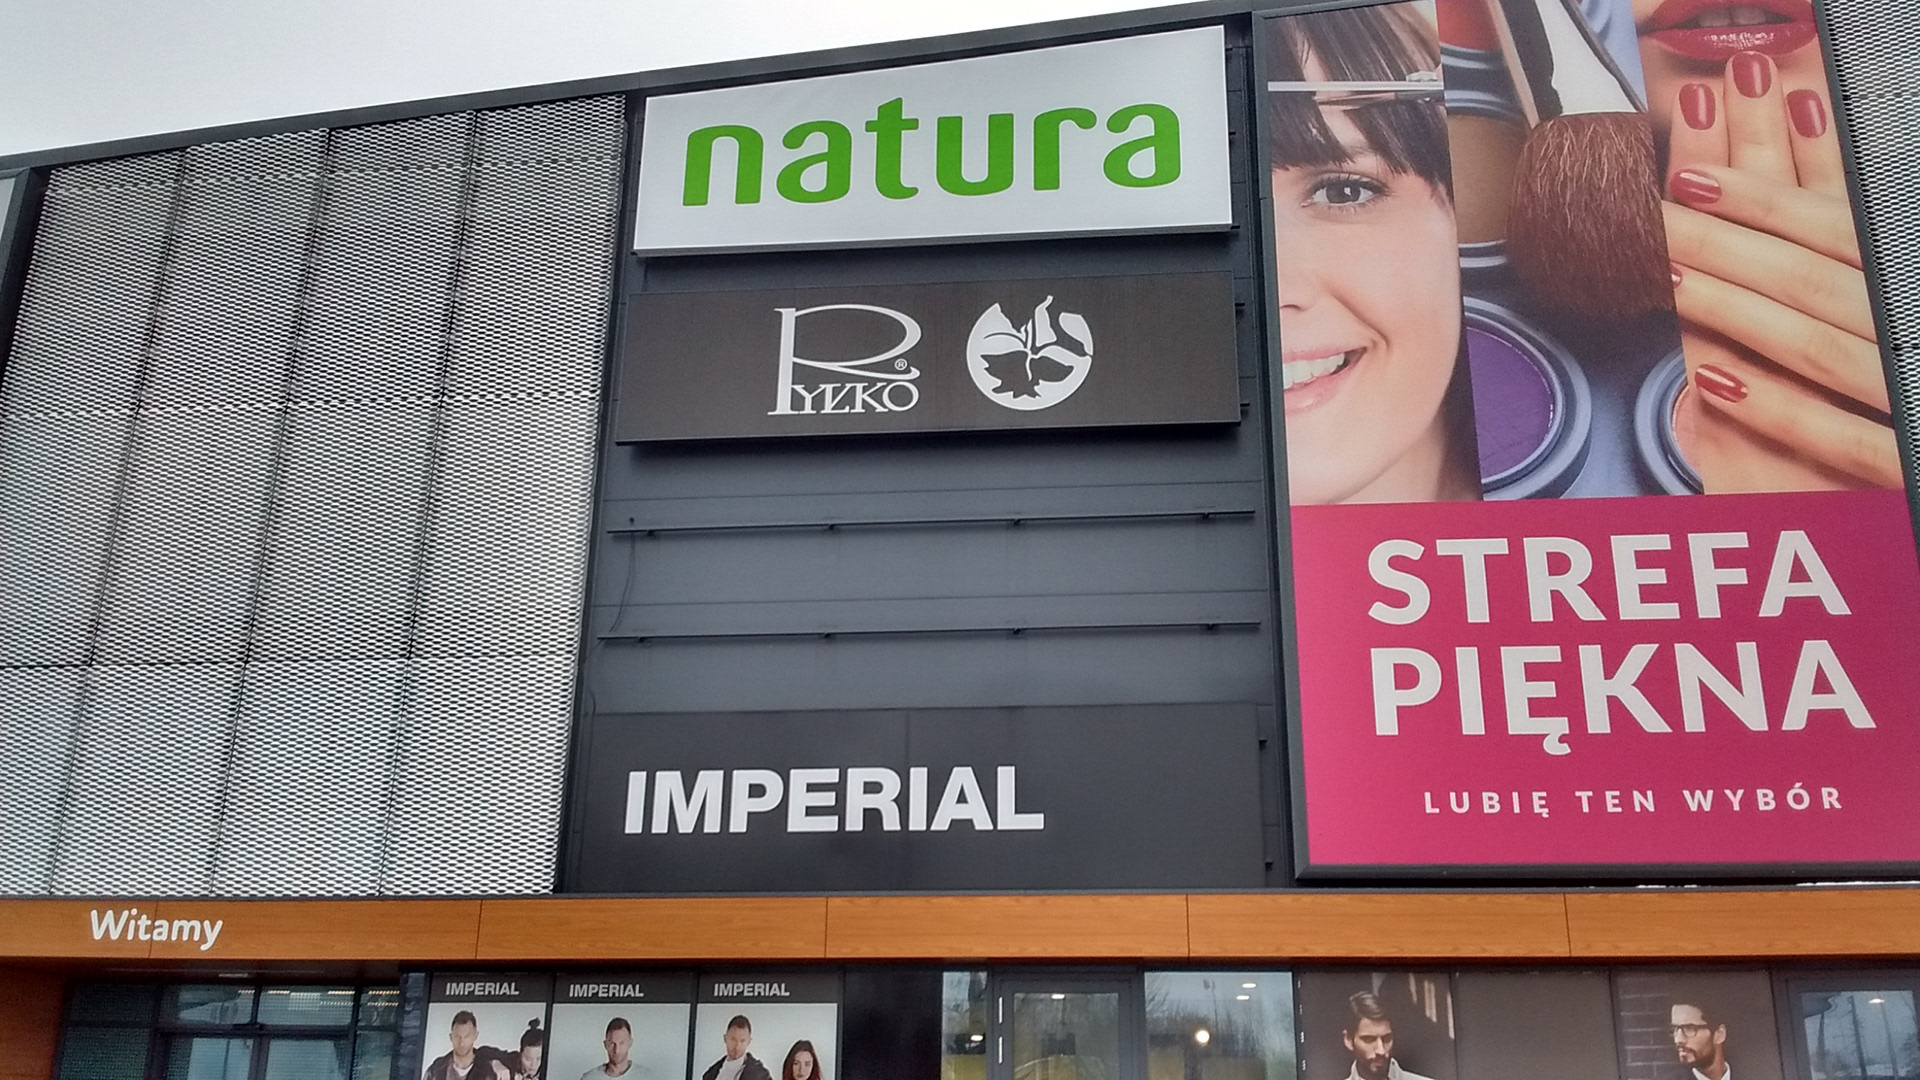 natura
RYŁKO®
IMPERIAL
STREFA
PIĘKNA
LUBIĘ TEN WYBÓR
Witamy
IMPERIAL
IMPERIAL
IMPERIAL